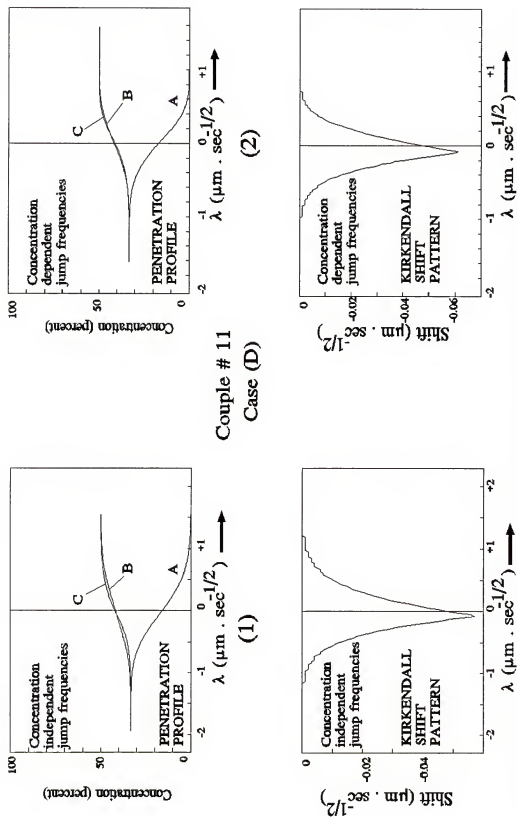 100
50
0
Concentration (percent)
Concentration
independent
jump frequencies
PENETRATION
PROFILE
C
B
A
-2
-1
0
+1
λ (μm . sec -1/2)
(1)
100
50
0
Concentration (percent)
Concentration
dependent
jump frequencies
PENETRATION
PROFILE
C
B
A
-2
-1
0
+1
λ (μm . sec -1/2)
(2)
Couple # 11
Case (D)
0
-0.02
-0.04
Shift (μm . sec -1/2)
Concentration
independent
jump frequencies
KIRKENDALL
SHIFT
PATTERN
-2
-1
0
+1
+2
λ (μm . sec -1/2)
0
-0.02
-0.04
-0.06
Shift (μm . sec -1/2)
Concentration
dependent
jump frequencies
KIRKENDALL
SHIFT
PATTERN
-2
-1
0
+1
λ (μm . sec -1/2)